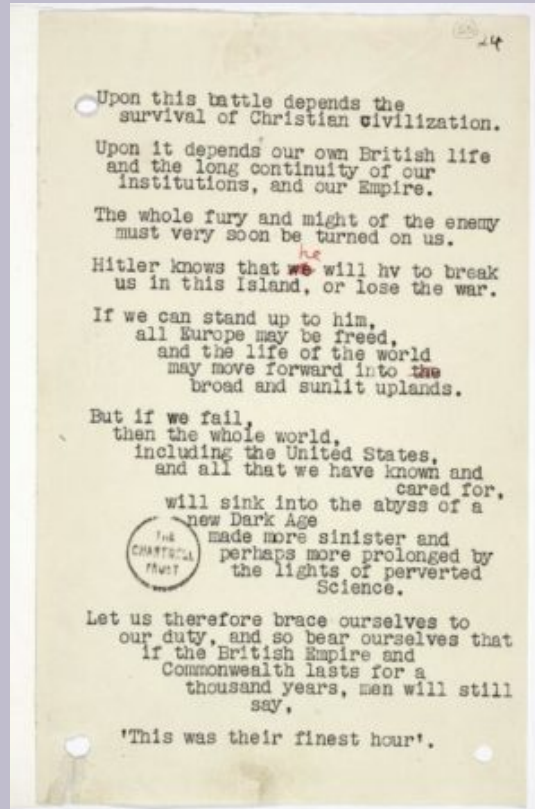 24
Upon this battle depends the
survival of Christian civilization.
Upon it depends our own British life
and the long continuity of our
institutions, and our Empire.
The whole fury and might of the enemy
must very soon be turned on us.
he
Hitler knows that we will hv to break
us in this Island, or lose the war.
If we can stand up to him,
all Europe may be freed,
and the life of the world
may move forward into the
broad and sunlit uplands.
But if we fail,
then the whole world,
including the United States,
and all that we have known and
cared for,
will sink into the abyss of a
new Dark Age
made more sinister and
perhaps more prolonged by
the lights of perverted
Science.
THE
CHARTWELL
TRUST
Let us therefore brace ourselves to
our duty, and so bear ourselves that
if the British Empire and
Commonwealth lasts for a
thousand years, men will still
say,
'This was their finest hour'.